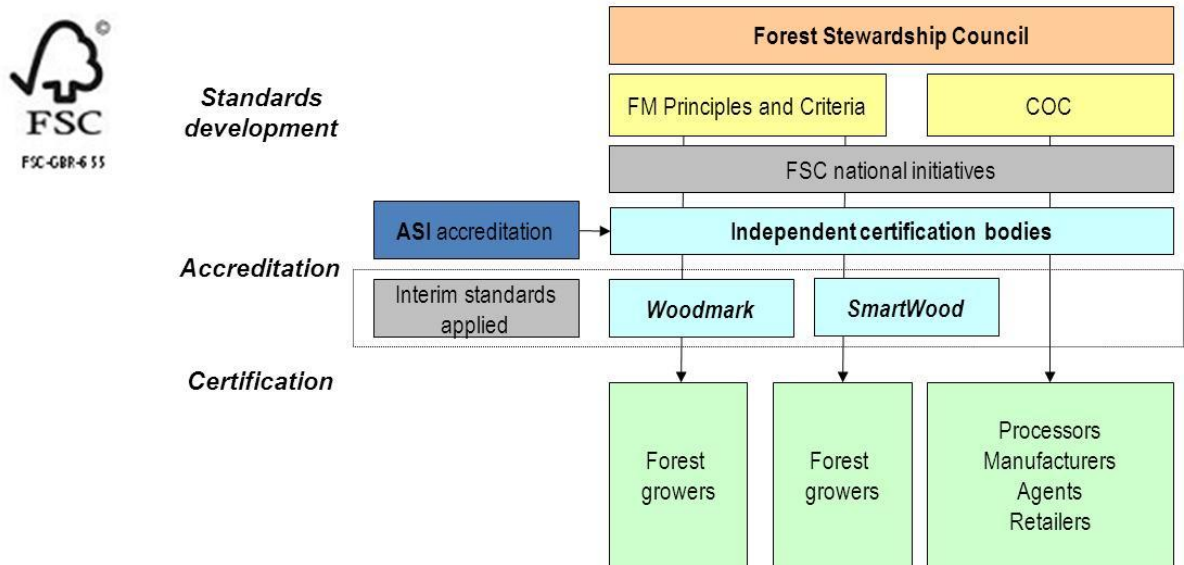 ©
FSC
FSC-GBR-6 55
Forest Stewardship Council
Standards
development
FM Principles and Criteria
COC
FSC national initiatives
ASI accreditation
Independent certification bodies
Accreditation
Interim standards
applied
Woodmark
SmartWood
Certification
Forest
growers
Forest
growers
Processors
Manufacturers
Agents
Retailers